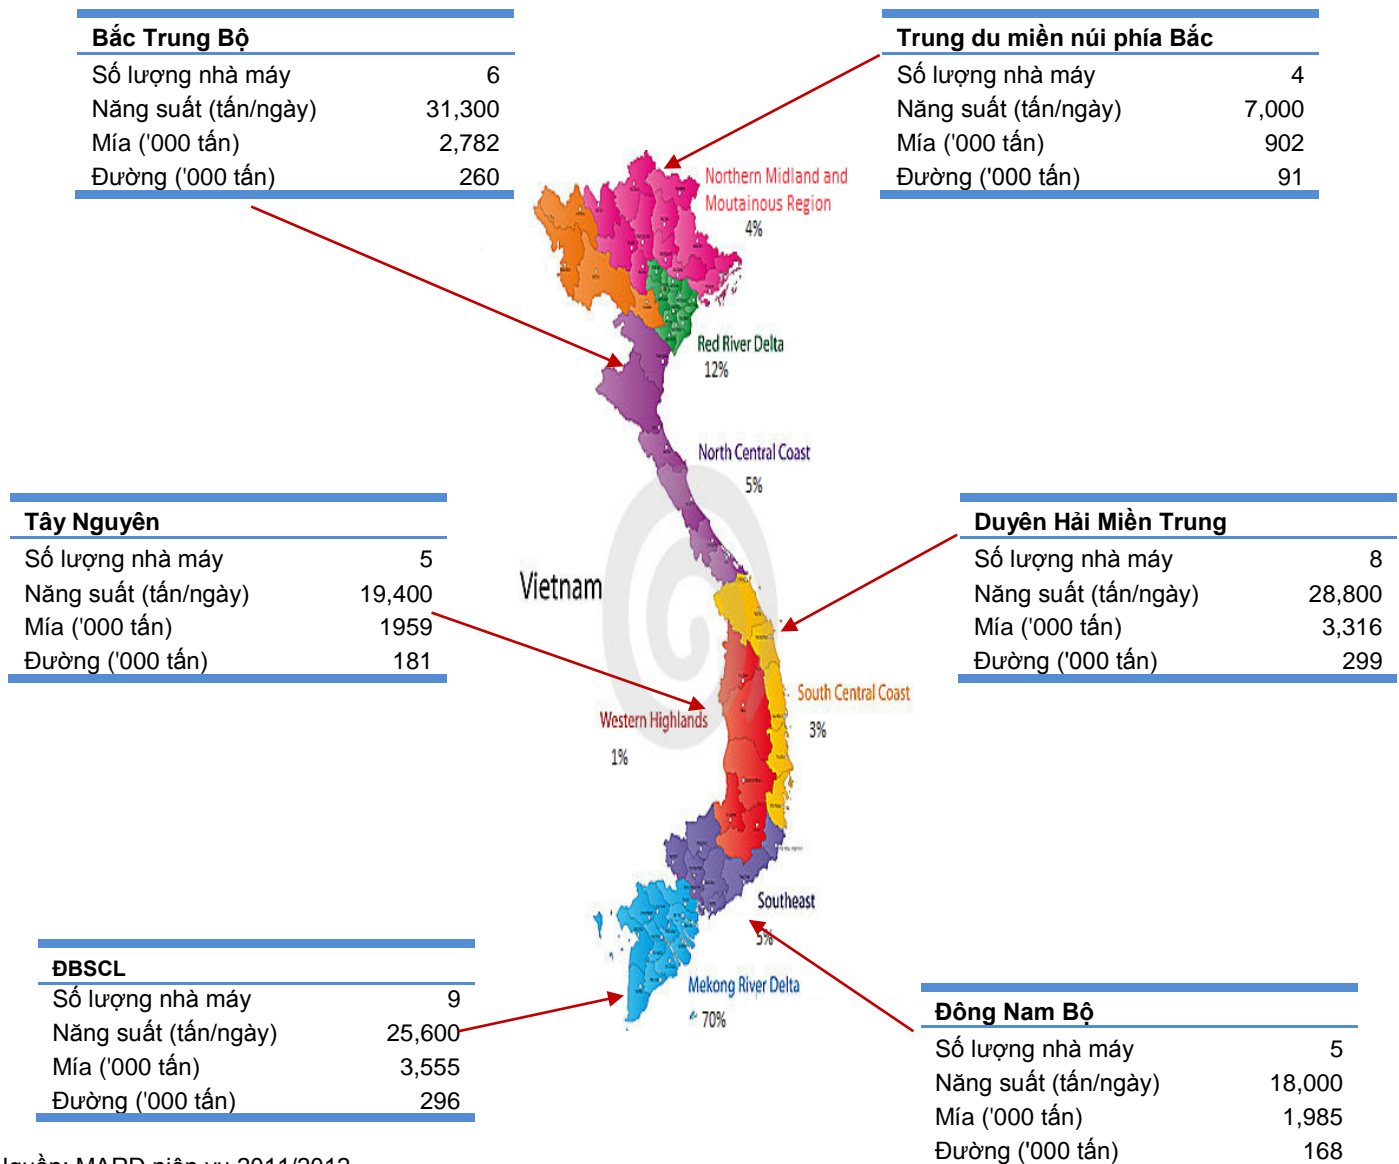 Bắc Trung Bộ
Số lượng nhà máy 6
Năng suất (tấn/ngày) 31,300
Mía ('000 tấn) 2,782
Đường ('000 tấn) 260
Trung du miền núi phía Bắc
Số lượng nhà máy 4
Năng suất (tấn/ngày) 7,000
Mía ('000 tấn) 902
Đường ('000 tấn) 91
Northern Midland and
Moutainous Region
4%
Red River Delta
12%
North Central Coast
5%
Tây Nguyên
Số lượng nhà máy 5
Năng suất (tấn/ngày) 19,400
Mía ('000 tấn) 1959
Đường ('000 tấn) 181
Vietnam
Duyên Hải Miền Trung
Số lượng nhà máy 8
Năng suất (tấn/ngày) 28,800
Mía ('000 tấn) 3,316
Đường ('000 tấn) 299
South Central Coast
3%
Western Highlands
1%
Southeast
5%
Mekong River Delta
70%
ĐBSCL
Số lượng nhà máy 9
Năng suất (tấn/ngày) 25,600
Mía ('000 tấn) 3,555
Đường ('000 tấn) 296
Đông Nam Bộ
Số lượng nhà máy 5
Năng suất (tấn/ngày) 18,000
Mía ('000 tấn) 1,985
Đường ('000 tấn) 168